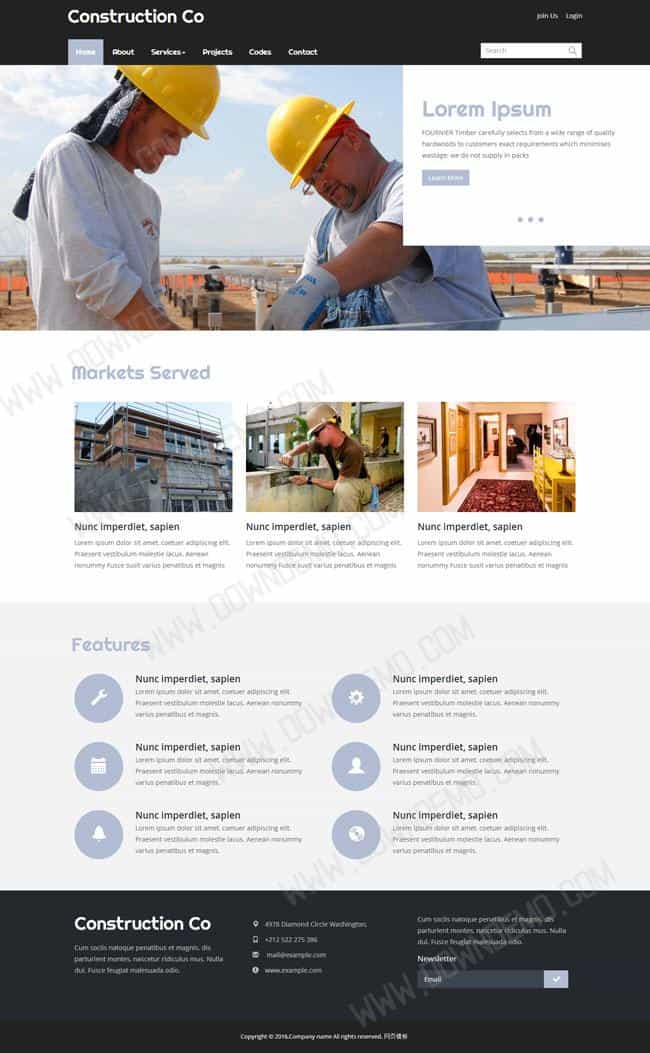 Construction Co
Join Us Login
Home About Services Projects Codes Contact
Search
Lorem Ipsum
FOURNIER Timber carefully selects from a wide range of quality
hardwoods to customers exact requirements which minimises
wastage: we do not supply in packs
Learn More
Markets Served
Nunc imperdiet, sapien
Lorem ipsum dolor sit amet, coetuer adipiscing elit.
Praesent vestibulum molestie lacus. Aenean
nonummy Fusce suscit varius penatibus et magnis
Nunc imperdiet, sapien
Lorem ipsum dolor sit amet, coetuer adipiscing elit.
Praesent vestibulum molestie lacus. Aenean
nonummy Fusce suscit varius penatibus et magnis
Nunc imperdiet, sapien
Lorem ipsum dolor sit amet, coetuer adipiscing elit.
Praesent vestibulum molestie lacus. Aenean
nonummy Fusce suscit varius penatibus et magnis
Features
Nunc imperdiet, sapien
Lorem ipsum dolor sit amet, coetuer adipiscing elit.
Praesent vestibulum molestie lacus. Aenean nonummy
varius penatibus et magnis.
Nunc imperdiet, sapien
Lorem ipsum dolor sit amet, coetuer adipiscing elit.
Praesent vestibulum molestie lacus. Aenean nonummy
varius penatibus et magnis.
Nunc imperdiet, sapien
Lorem ipsum dolor sit amet, coetuer adipiscing elit.
Praesent vestibulum molestie lacus. Aenean nonummy
varius penatibus et magnis.
Nunc imperdiet, sapien
Lorem ipsum dolor sit amet, coetuer adipiscing elit.
Praesent vestibulum molestie lacus. Aenean nonummy
varius penatibus et magnis.
Nunc imperdiet, sapien
Lorem ipsum dolor sit amet, coetuer adipiscing elit.
Praesent vestibulum molestie lacus. Aenean nonummy
varius penatibus et magnis.
Nunc imperdiet, sapien
Lorem ipsum dolor sit amet, coetuer adipiscing elit.
Praesent vestibulum molestie lacus. Aenean nonummy
varius penatibus et magnis.
Construction Co
Cum sociis natoque penatibus et magnis, dis
parturient montes, nascetur ridiculus mus. Nulla
dui. Fusce feugiat malesuada odio.
4978 Diamond Circle Washington,
+212 522 275 386
mail@example.com
www.example.com
Cum sociis natoque penatibus et magnis, dis
parturient montes, nascetur ridiculus mus. Nulla
dui. Fusce feugiat malesuada odio.
Newsletter
Email
Copyright © 2016.Company name All rights reserved. 网页模板
WWW.DOWNDEMO.COM